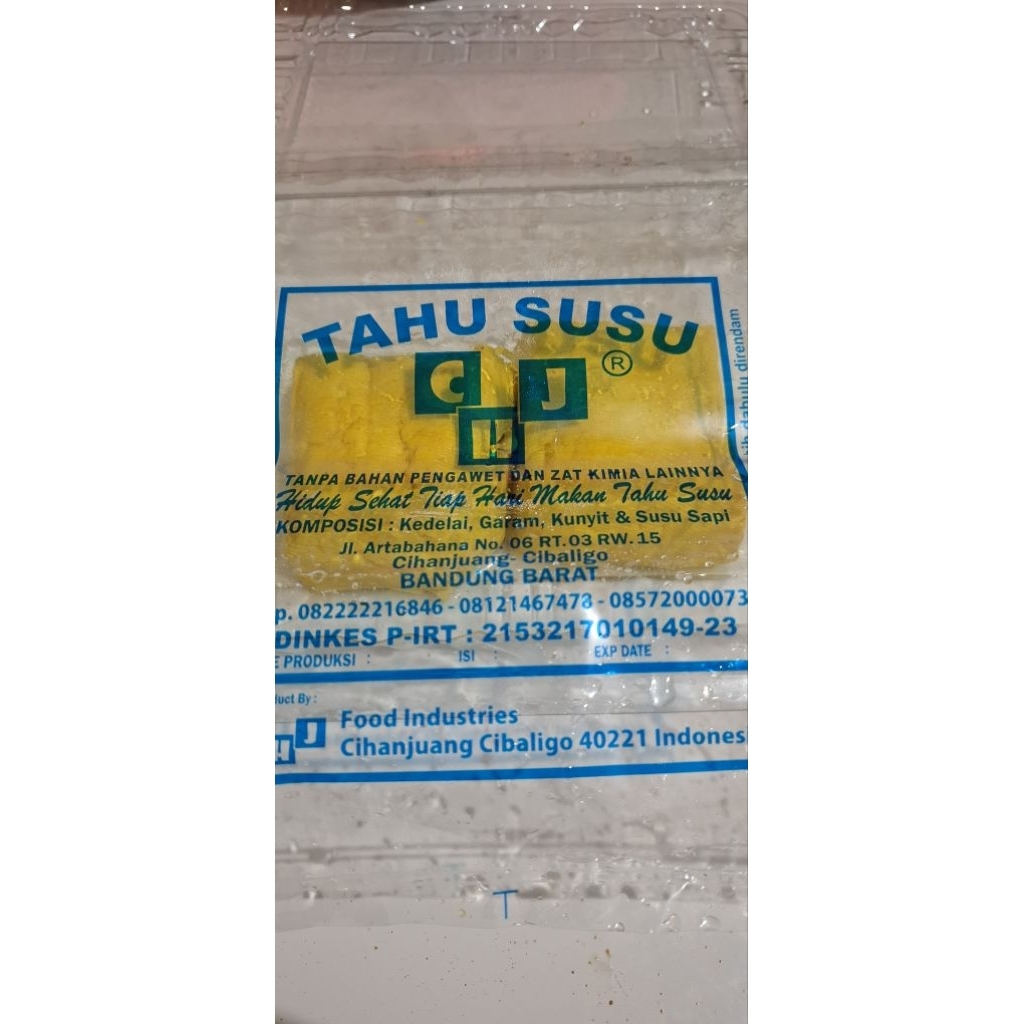 TAHU SUSU
C H J ®
TANPA BAHAN PENGAWET DAN ZAT KIMIA LAINNYA
Hidup Sehat Tiap Hari Makan Tahu Susu
KOMPOSISI : Kedelai, Garam, Kunyit & Susu Sapi
Jl. Artabahana No. 06 RT.03 RW.15
Cihanjuang- Cibaligo
BANDUNG BARAT
p. 082222216846 - 08121467478 - 08572000073
DINKES P-IRT : 2153217010149-23
E PRODUKSI : ISI : EXP DATE :
dahulu direndam
duct By :
H J Food Industries
Cihanjuang Cibaligo 40221 Indones
T